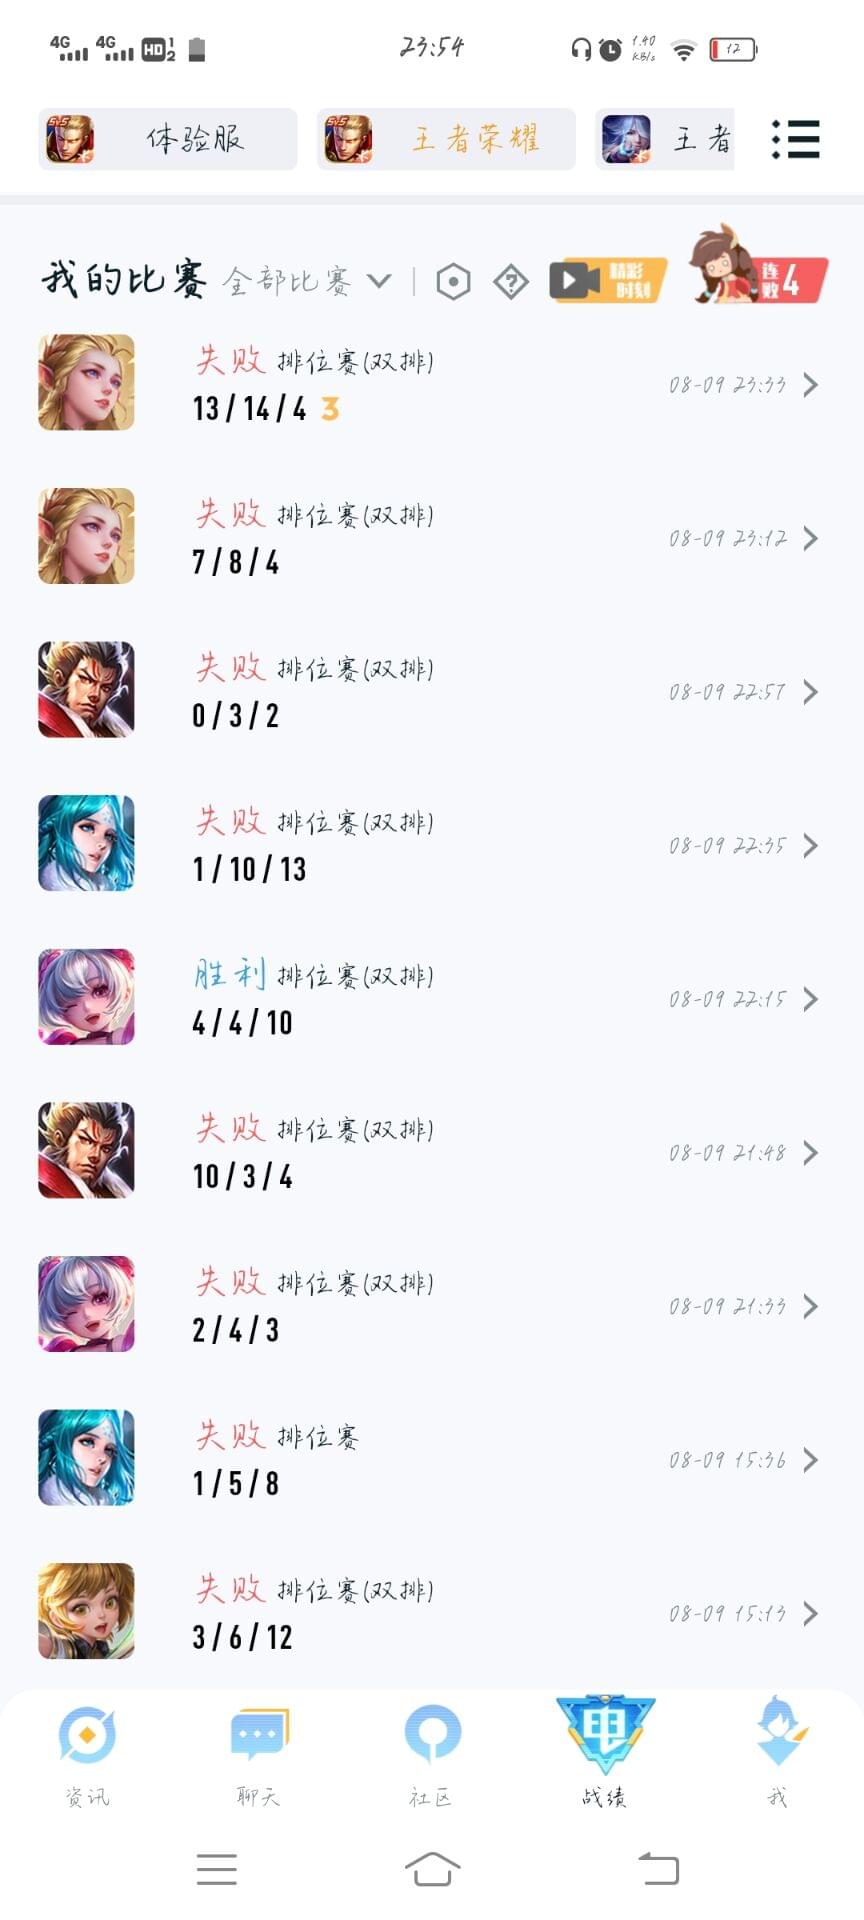 4G 4G HD 1 2 23:54 1.40 KB/s 12
5v5 体验服 5v5 王者荣耀 王者
我的比赛 全部比赛 精彩时刻 连败4
失败 排位赛(双排)
13/14/4 3
08-09 23:33
失败 排位赛(双排)
7/8/4
08-09 23:12
失败 排位赛(双排)
0/3/2
08-09 22:57
失败 排位赛(双排)
1/10/13
08-09 22:35
胜利 排位赛(双排)
4/4/10
08-09 22:15
失败 排位赛(双排)
10/3/4
08-09 21:48
失败 排位赛(双排)
2/4/3
08-09 21:33
失败 排位赛
1/5/8
08-09 15:36
失败 排位赛(双排)
3/6/12
08-09 15:13
资讯 聊天 社区 战绩 我